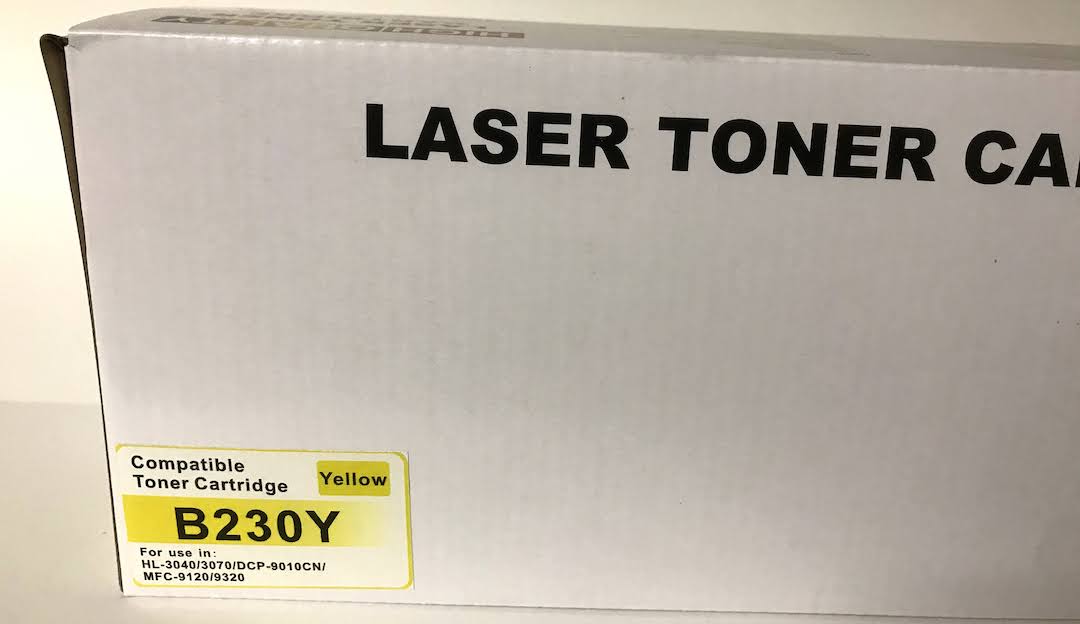 LASER TONER CA
Compatible
Toner Cartridge
Yellow
B230Y
For use in:
HL-3040/3070/DCP-9010CN/
MFC-9120/9320